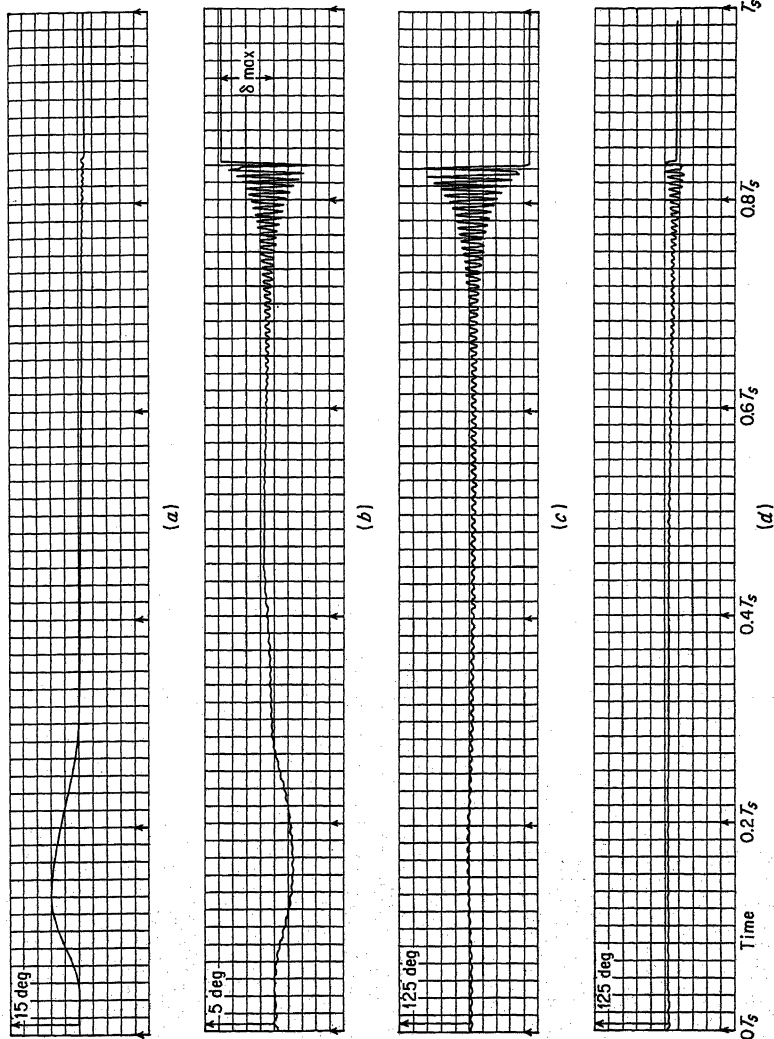 15 deg
(a)
5 deg
δ max
(b)
125 deg
(c)
125 deg
0Ts Time 0.2Ts 0.4Ts 0.6Ts 0.8Ts Ts
(d)